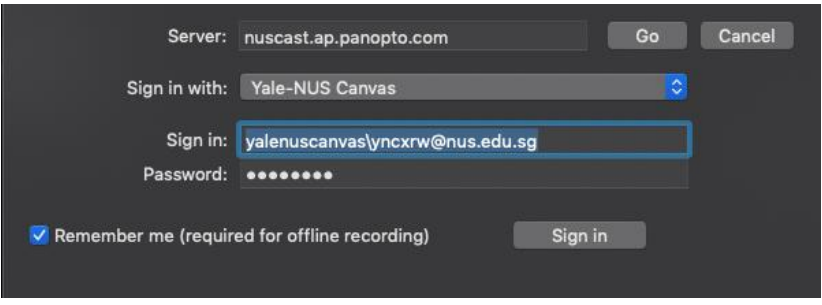 Server: nuscast.ap.panopto.com Go Cancel
Sign in with: Yale-NUS Canvas
Sign in: yalenuscanvas\yncxrw@nus.edu.sg
Password: ••••••••
Remember me (required for offline recording) Sign in